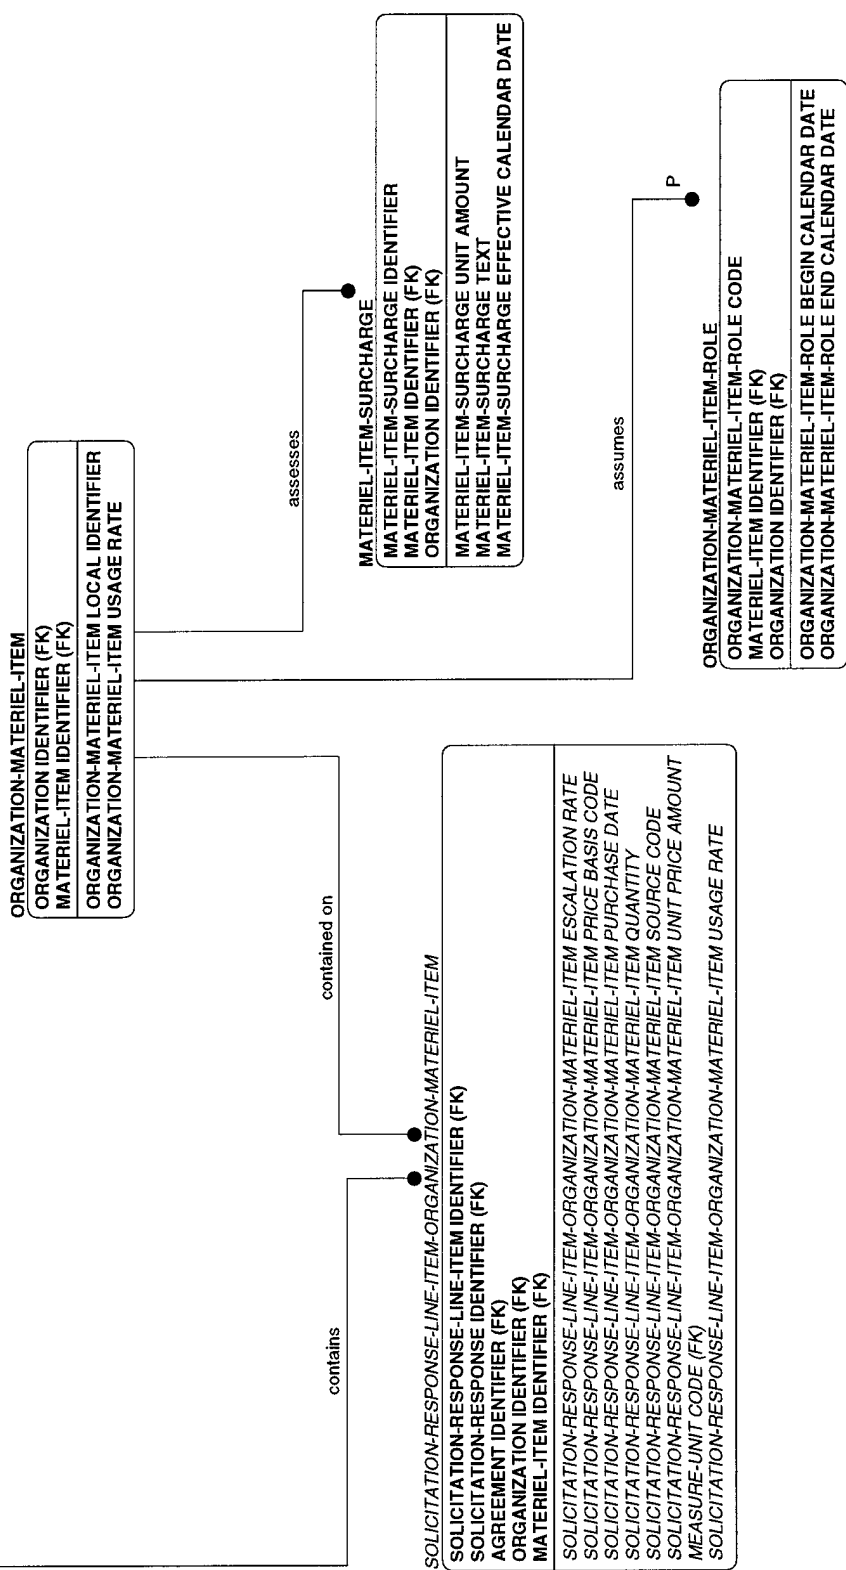 ORGANIZATION-MATERIEL-ITEM
ORGANIZATION IDENTIFIER (FK)
MATERIEL-ITEM IDENTIFIER (FK)
ORGANIZATION-MATERIEL-ITEM LOCAL IDENTIFIER
ORGANIZATION-MATERIEL-ITEM USAGE RATE
contains
contained on
assesses
assumes
P
SOLICITATION-RESPONSE-LINE-ITEM-ORGANIZATION-MATERIEL-ITEM
SOLICITATION-RESPONSE-LINE-ITEM IDENTIFIER (FK)
SOLICITATION-RESPONSE IDENTIFIER (FK)
AGREEMENT IDENTIFIER (FK)
ORGANIZATION IDENTIFIER (FK)
MATERIEL-ITEM IDENTIFIER (FK)
SOLICITATION-RESPONSE-LINE-ITEM-ORGANIZATION-MATERIEL-ITEM ESCALATION RATE
SOLICITATION-RESPONSE-LINE-ITEM-ORGANIZATION-MATERIEL-ITEM PRICE BASIS CODE
SOLICITATION-RESPONSE-LINE-ITEM-ORGANIZATION-MATERIEL-ITEM PURCHASE DATE
SOLICITATION-RESPONSE-LINE-ITEM-ORGANIZATION-MATERIEL-ITEM QUANTITY
SOLICITATION-RESPONSE-LINE-ITEM-ORGANIZATION-MATERIEL-ITEM SOURCE CODE
SOLICITATION-RESPONSE-LINE-ITEM-ORGANIZATION-MATERIEL-ITEM UNIT PRICE AMOUNT
MEASURE-UNIT CODE (FK)
SOLICITATION-RESPONSE-LINE-ITEM-ORGANIZATION-MATERIEL-ITEM USAGE RATE
MATERIEL-ITEM-SURCHARGE
MATERIEL-ITEM-SURCHARGE IDENTIFIER
MATERIEL-ITEM IDENTIFIER (FK)
ORGANIZATION IDENTIFIER (FK)
MATERIEL-ITEM-SURCHARGE UNIT AMOUNT
MATERIEL-ITEM-SURCHARGE TEXT
MATERIEL-ITEM-SURCHARGE EFFECTIVE CALENDAR DATE
ORGANIZATION-MATERIEL-ITEM-ROLE
ORGANIZATION-MATERIEL-ITEM-ROLE CODE
MATERIEL-ITEM IDENTIFIER (FK)
ORGANIZATION IDENTIFIER (FK)
ORGANIZATION-MATERIEL-ITEM-ROLE BEGIN CALENDAR DATE
ORGANIZATION-MATERIEL-ITEM-ROLE END CALENDAR DATE